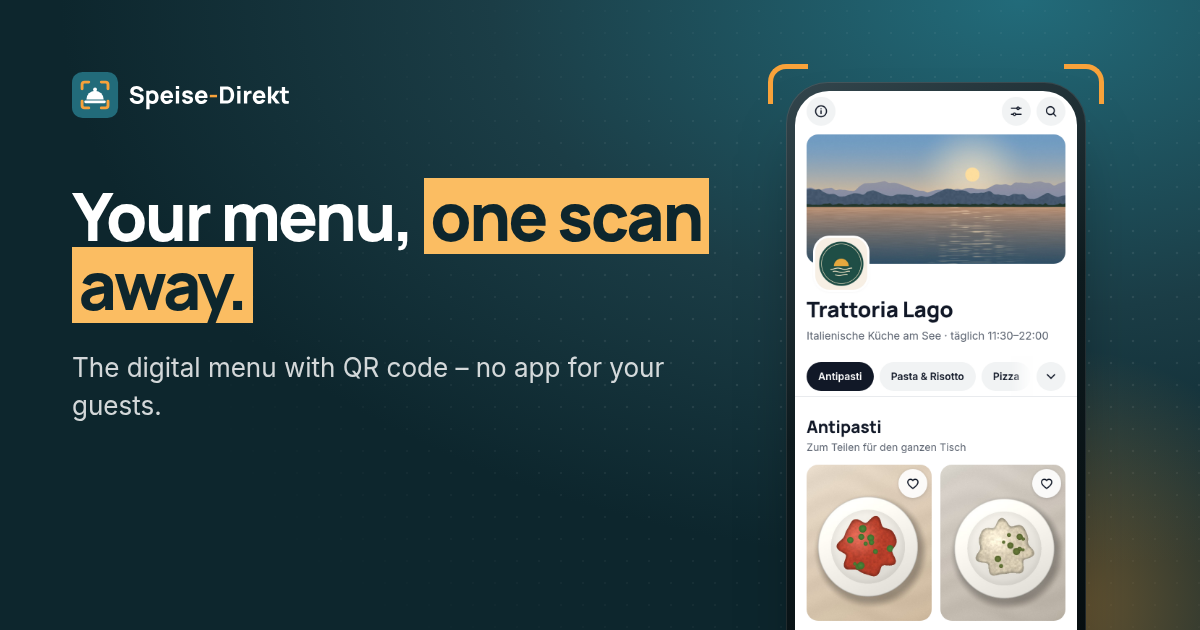 Speise-Direkt
Your menu, one scan
away.
The digital menu with QR code – no app for your
guests.
Trattoria Lago
Italienische Küche am See · täglich 11:30–22:00
Antipasti
Pasta & Risotto
Pizza
Antipasti
Zum Teilen für den ganzen Tisch